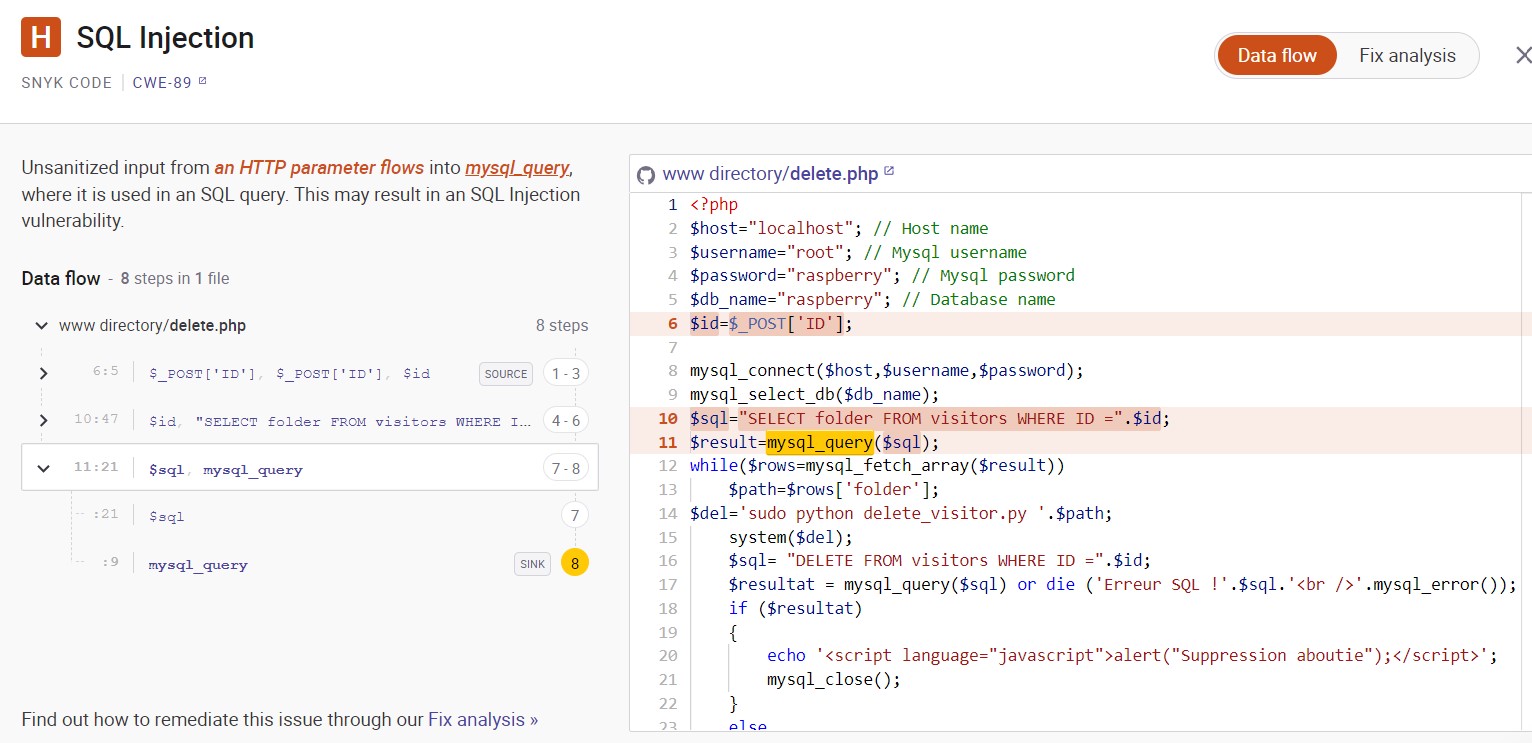 H SQL Injection
SNYK CODE CWE-89
Data flow Fix analysis
Unsanitized input from an HTTP parameter flows into mysql_query,
where it is used in an SQL query. This may result in an SQL Injection
vulnerability.
Data flow - 8 steps in 1 file
www directory/delete.php 8 steps
6:5 $_POST['ID'], $_POST['ID'], $id SOURCE 1 - 3
10:47 $id, "SELECT folder FROM visitors WHERE I... 4 - 6
11:21 $sql, mysql_query 7 - 8
:21 $sql 7
:9 mysql_query SINK 8
Find out how to remediate this issue through our Fix analysis »
www directory/delete.php
1 <?php
2 $host="localhost"; // Host name
3 $username="root"; // Mysql username
4 $password="raspberry"; // Mysql password
5 $db_name="raspberry"; // Database name
6 $id=$_POST['ID'];
7
8 mysql_connect($host,$username,$password);
9 mysql_select_db($db_name);
10 $sql="SELECT folder FROM visitors WHERE ID =".$id;
11 $result=mysql_query($sql);
12 while($rows=mysql_fetch_array($result))
13 $path=$rows['folder'];
14 $del='sudo python delete_visitor.py '.$path;
15 system($del);
16 $sql= "DELETE FROM visitors WHERE ID =".$id;
17 $resultat = mysql_query($sql) or die ('Erreur SQL !'.$sql.'<br />'.mysql_error());
18 if ($resultat)
19 {
20 echo '<script language="javascript">alert("Suppression aboutie");</script>';
21 mysql_close();
22 }
23 else